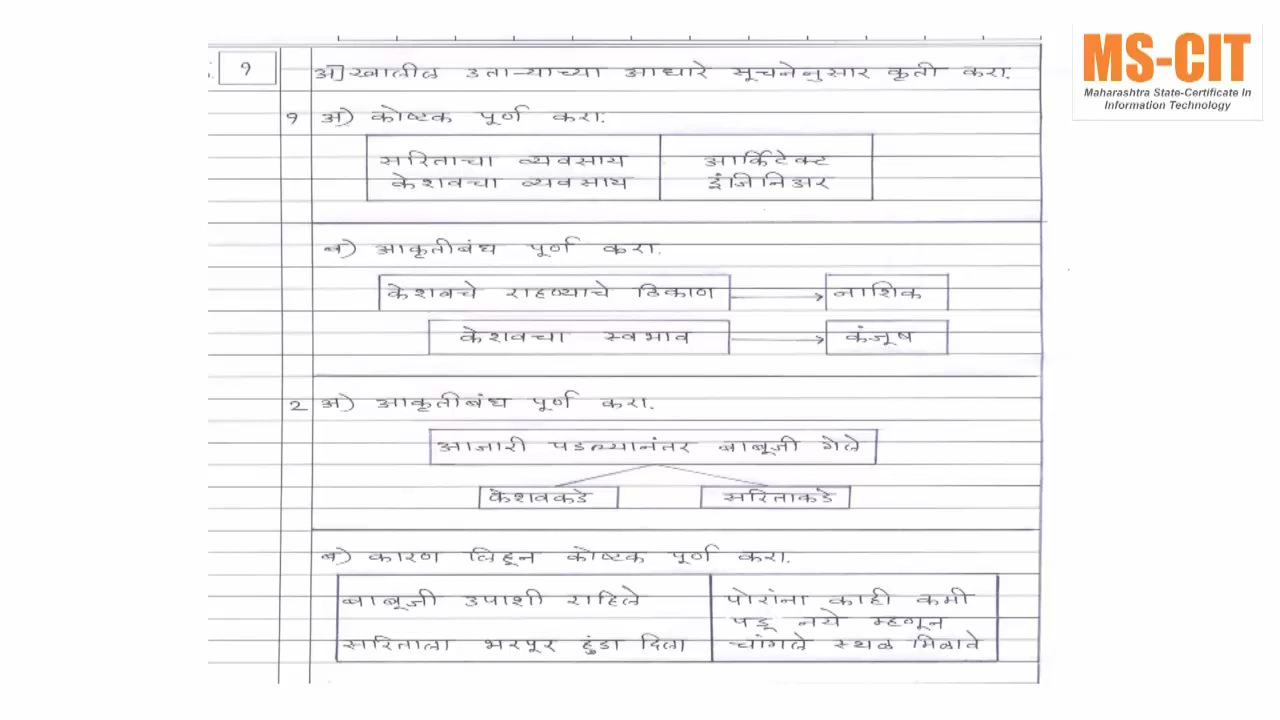 MS-CIT
Maharashtra State-Certificate In
Information Technology
१
अ] खालील उताऱ्याच्या आधारे सूचनेनुसार कृती करा.
१ अ) कोष्टक पूर्ण करा.
सरिताचा व्यवसाय आर्किटेक्ट
केशवचा व्यवसाय इंजिनिअर
ब) आकृतीबंध पूर्ण करा.
केशवचे राहण्याचे ठिकाण नाशिक
केशवचा स्वभाव कंजूष
2 अ) आकृतीबंध पूर्ण करा.
आजारी पडल्यानंतर बाबूजी गेले
केशवकडे सरिताकडे
ब) कारण लिहून कोष्टक पूर्ण करा.
बाबूजी उपाशी राहिले पोरांना काही कमी
पडू नये म्हणून
सरिताला भरपूर हुंडा दिला चांगले स्थळ मिळावे